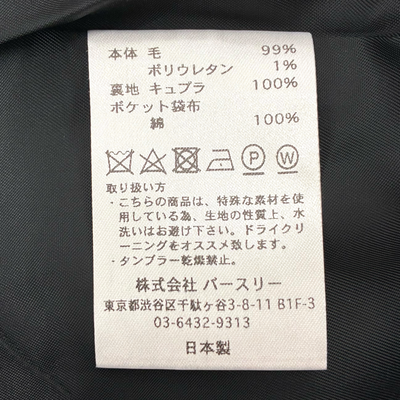 本体 毛 99%
ポリウレタン 1%
裏地 キュプラ 100%
ポケット袋布
綿 100%
P W
取り扱い方
・こちらの商品は、特殊な素材を使用
している為、生地の性質上、水
洗いはお避け下さい。ドライクリ
ーニングをオススメ致します。
・タンブラー乾燥禁止。
株式会社 バースリー
東京都渋谷区千駄ヶ谷3-8-11 B1F-3
03-6432-9313
日本製